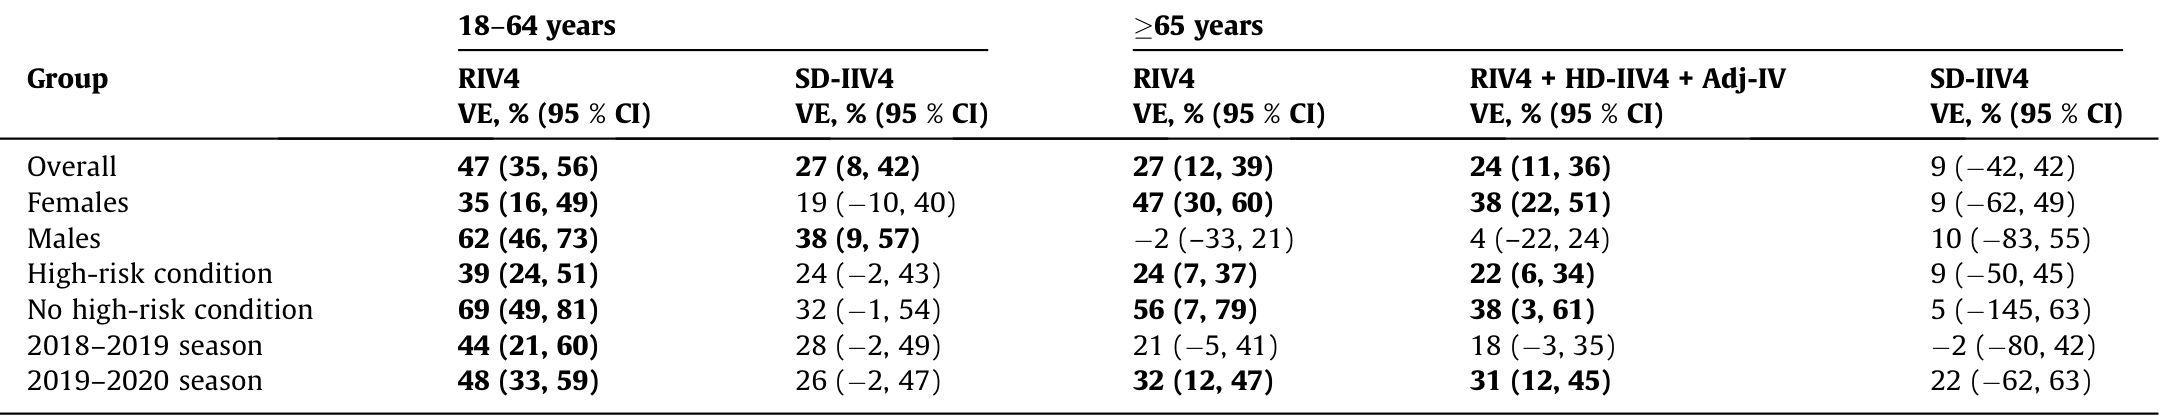 18–64 years ≥65 years
Group RIV4 SD-IIV4 RIV4 RIV4 + HD-IIV4 + Adj-IV SD-IIV4
VE, % (95 % CI) VE, % (95 % CI) VE, % (95 % CI) VE, % (95 % CI) VE, % (95 % CI)
Overall 47 (35, 56) 27 (8, 42) 27 (12, 39) 24 (11, 36) 9 (−42, 42)
Females 35 (16, 49) 19 (−10, 40) 47 (30, 60) 38 (22, 51) 9 (−62, 49)
Males 62 (46, 73) 38 (9, 57) −2 (–33, 21) 4 (–22, 24) 10 (−83, 55)
High-risk condition 39 (24, 51) 24 (−2, 43) 24 (7, 37) 22 (6, 34) 9 (−50, 45)
No high-risk condition 69 (49, 81) 32 (−1, 54) 56 (7, 79) 38 (3, 61) 5 (−145, 63)
2018–2019 season 44 (21, 60) 28 (−2, 49) 21 (−5, 41) 18 (−3, 35) −2 (−80, 42)
2019–2020 season 48 (33, 59) 26 (−2, 47) 32 (12, 47) 31 (12, 45) 22 (−62, 63)